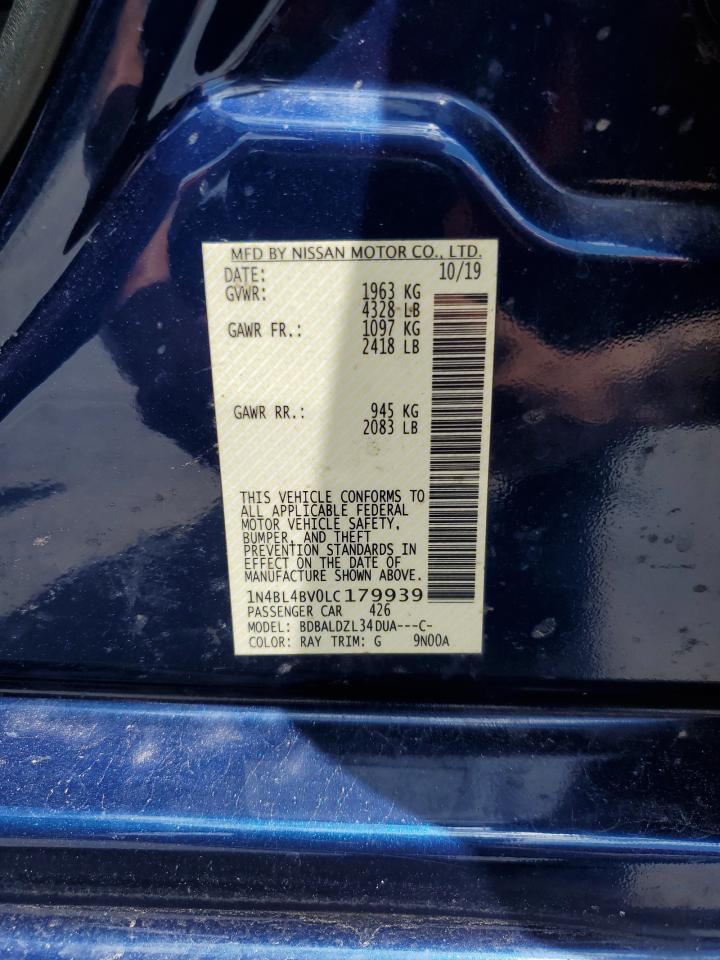 MFD BY NISSAN MOTOR CO., LTD.
DATE: 10/19
GVWR: 1963 KG
4328 LB
GAWR FR.: 1097 KG
2418 LB
GAWR RR.: 945 KG
2083 LB
THIS VEHICLE CONFORMS TO
ALL APPLICABLE FEDERAL
MOTOR VEHICLE SAFETY,
BUMPER, AND THEFT
PREVENTION STANDARDS IN
EFFECT ON THE DATE OF
MANUFACTURE SHOWN ABOVE.
1N4BL4BV0LC179939
PASSENGER CAR 426
MODEL: BDBALDZL34DUA---C-
COLOR: RAY TRIM: G 9N00A